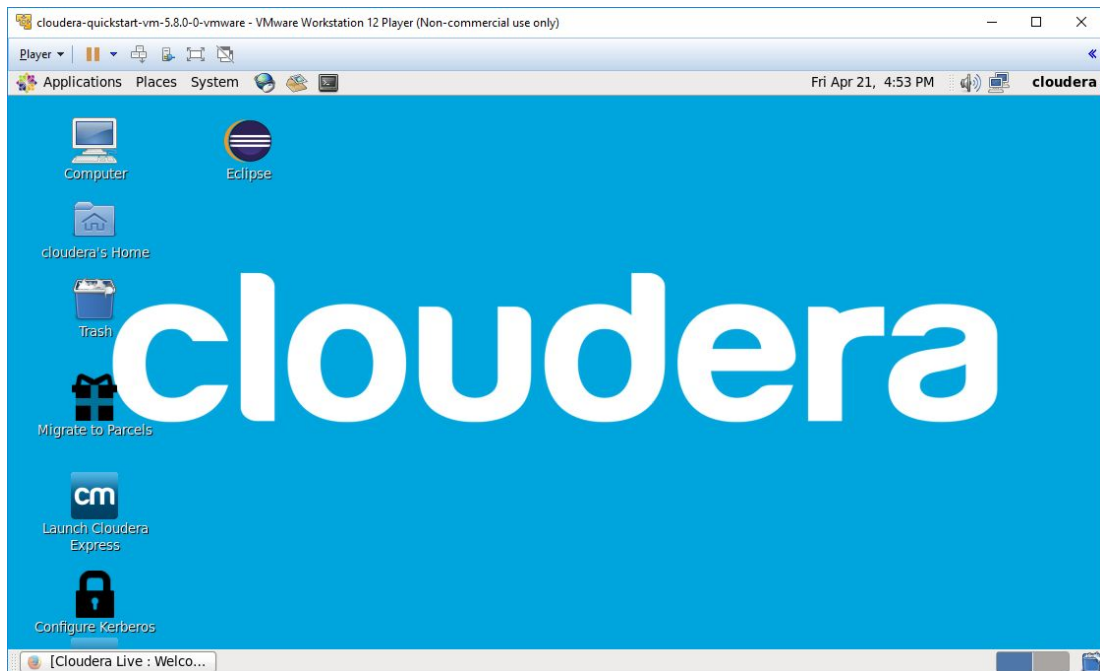 cloudera-quickstart-vm-5.8.0-0-vmware - VMware Workstation 12 Player (Non-commercial use only)
Player
Applications Places System Fri Apr 21, 4:53 PM cloudera
Computer
Eclipse
cloudera's Home
Trash
cloudera
Migrate to Parcels
cm
Launch Cloudera
Express
Configure Kerberos
[Cloudera Live : Welco...